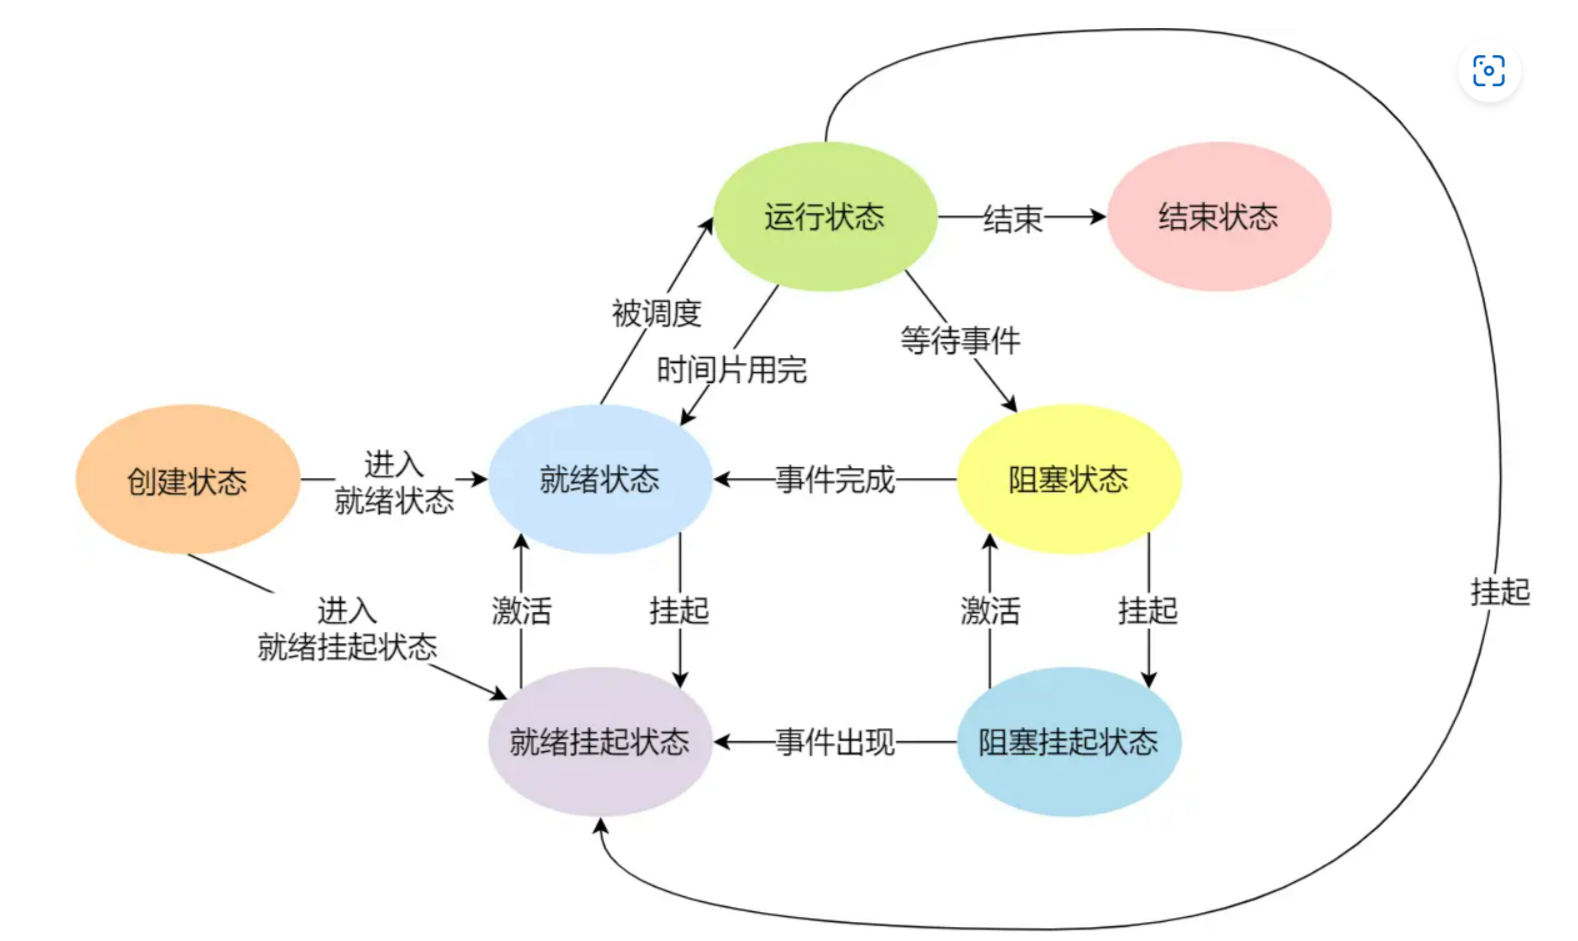 运行状态
结束
结束状态
被调度
时间片用完
等待事件
创建状态
进入
就绪状态
就绪状态
事件完成
阻塞状态
进入
就绪挂起状态
激活
挂起
激活
挂起
挂起
就绪挂起状态
事件出现
阻塞挂起状态